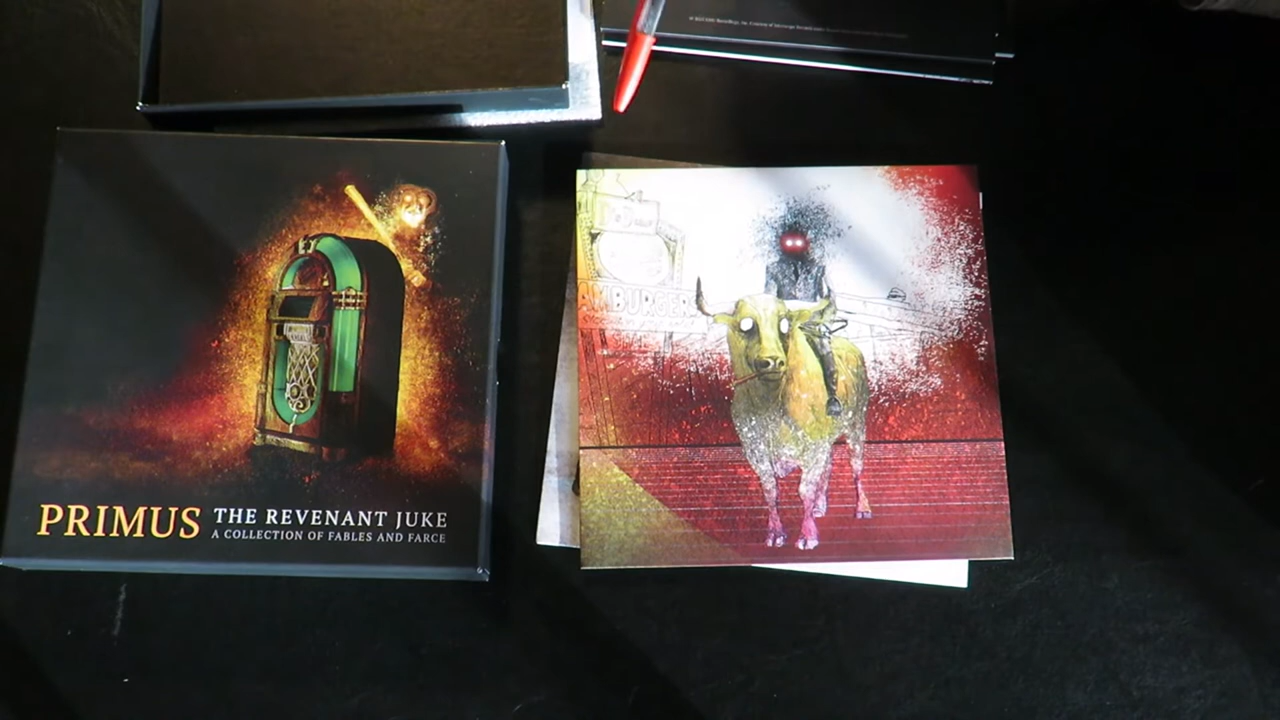 PRIMUS THE REVENANT JUKE
A COLLECTION OF FABLES AND FARCE
AMBURGER